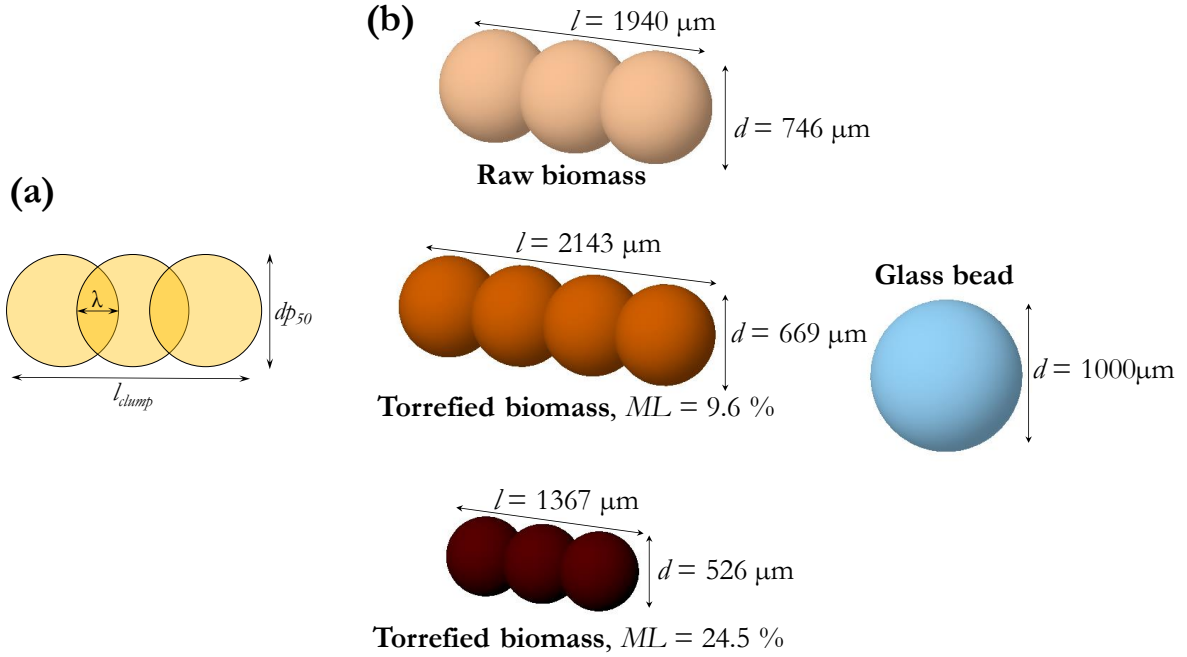 (b)
l = 1940 μm
d = 746 μm
Raw biomass
(a)
λ
dp50
lclump
l = 2143 μm
d = 669 μm
Torrefied biomass, ML = 9.6 %
Glass bead
d = 1000μm
l = 1367 μm
d = 526 μm
Torrefied biomass, ML = 24.5 %